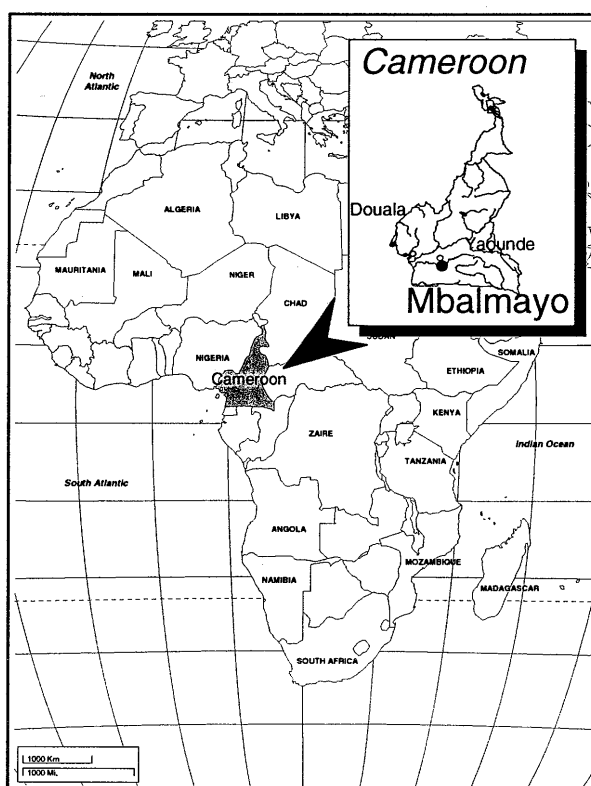 Cameroon
North
Atlantic
Douala
Yaounde
Mbalmayo
ALGERIA
LIBYA
MAURITANIA
MALI
NIGER
CHAD
SUDAN
SOMALIA
NIGERIA
ETHIOPIA
Cameroon
KENYA
ZAIRE
Indian Ocean
TANZANIA
South Atlantic
ANGOLA
MOZAMBIQUE
NAMIBIA
MADAGASCAR
SOUTH AFRICA
1000 Km
1000 Mi.